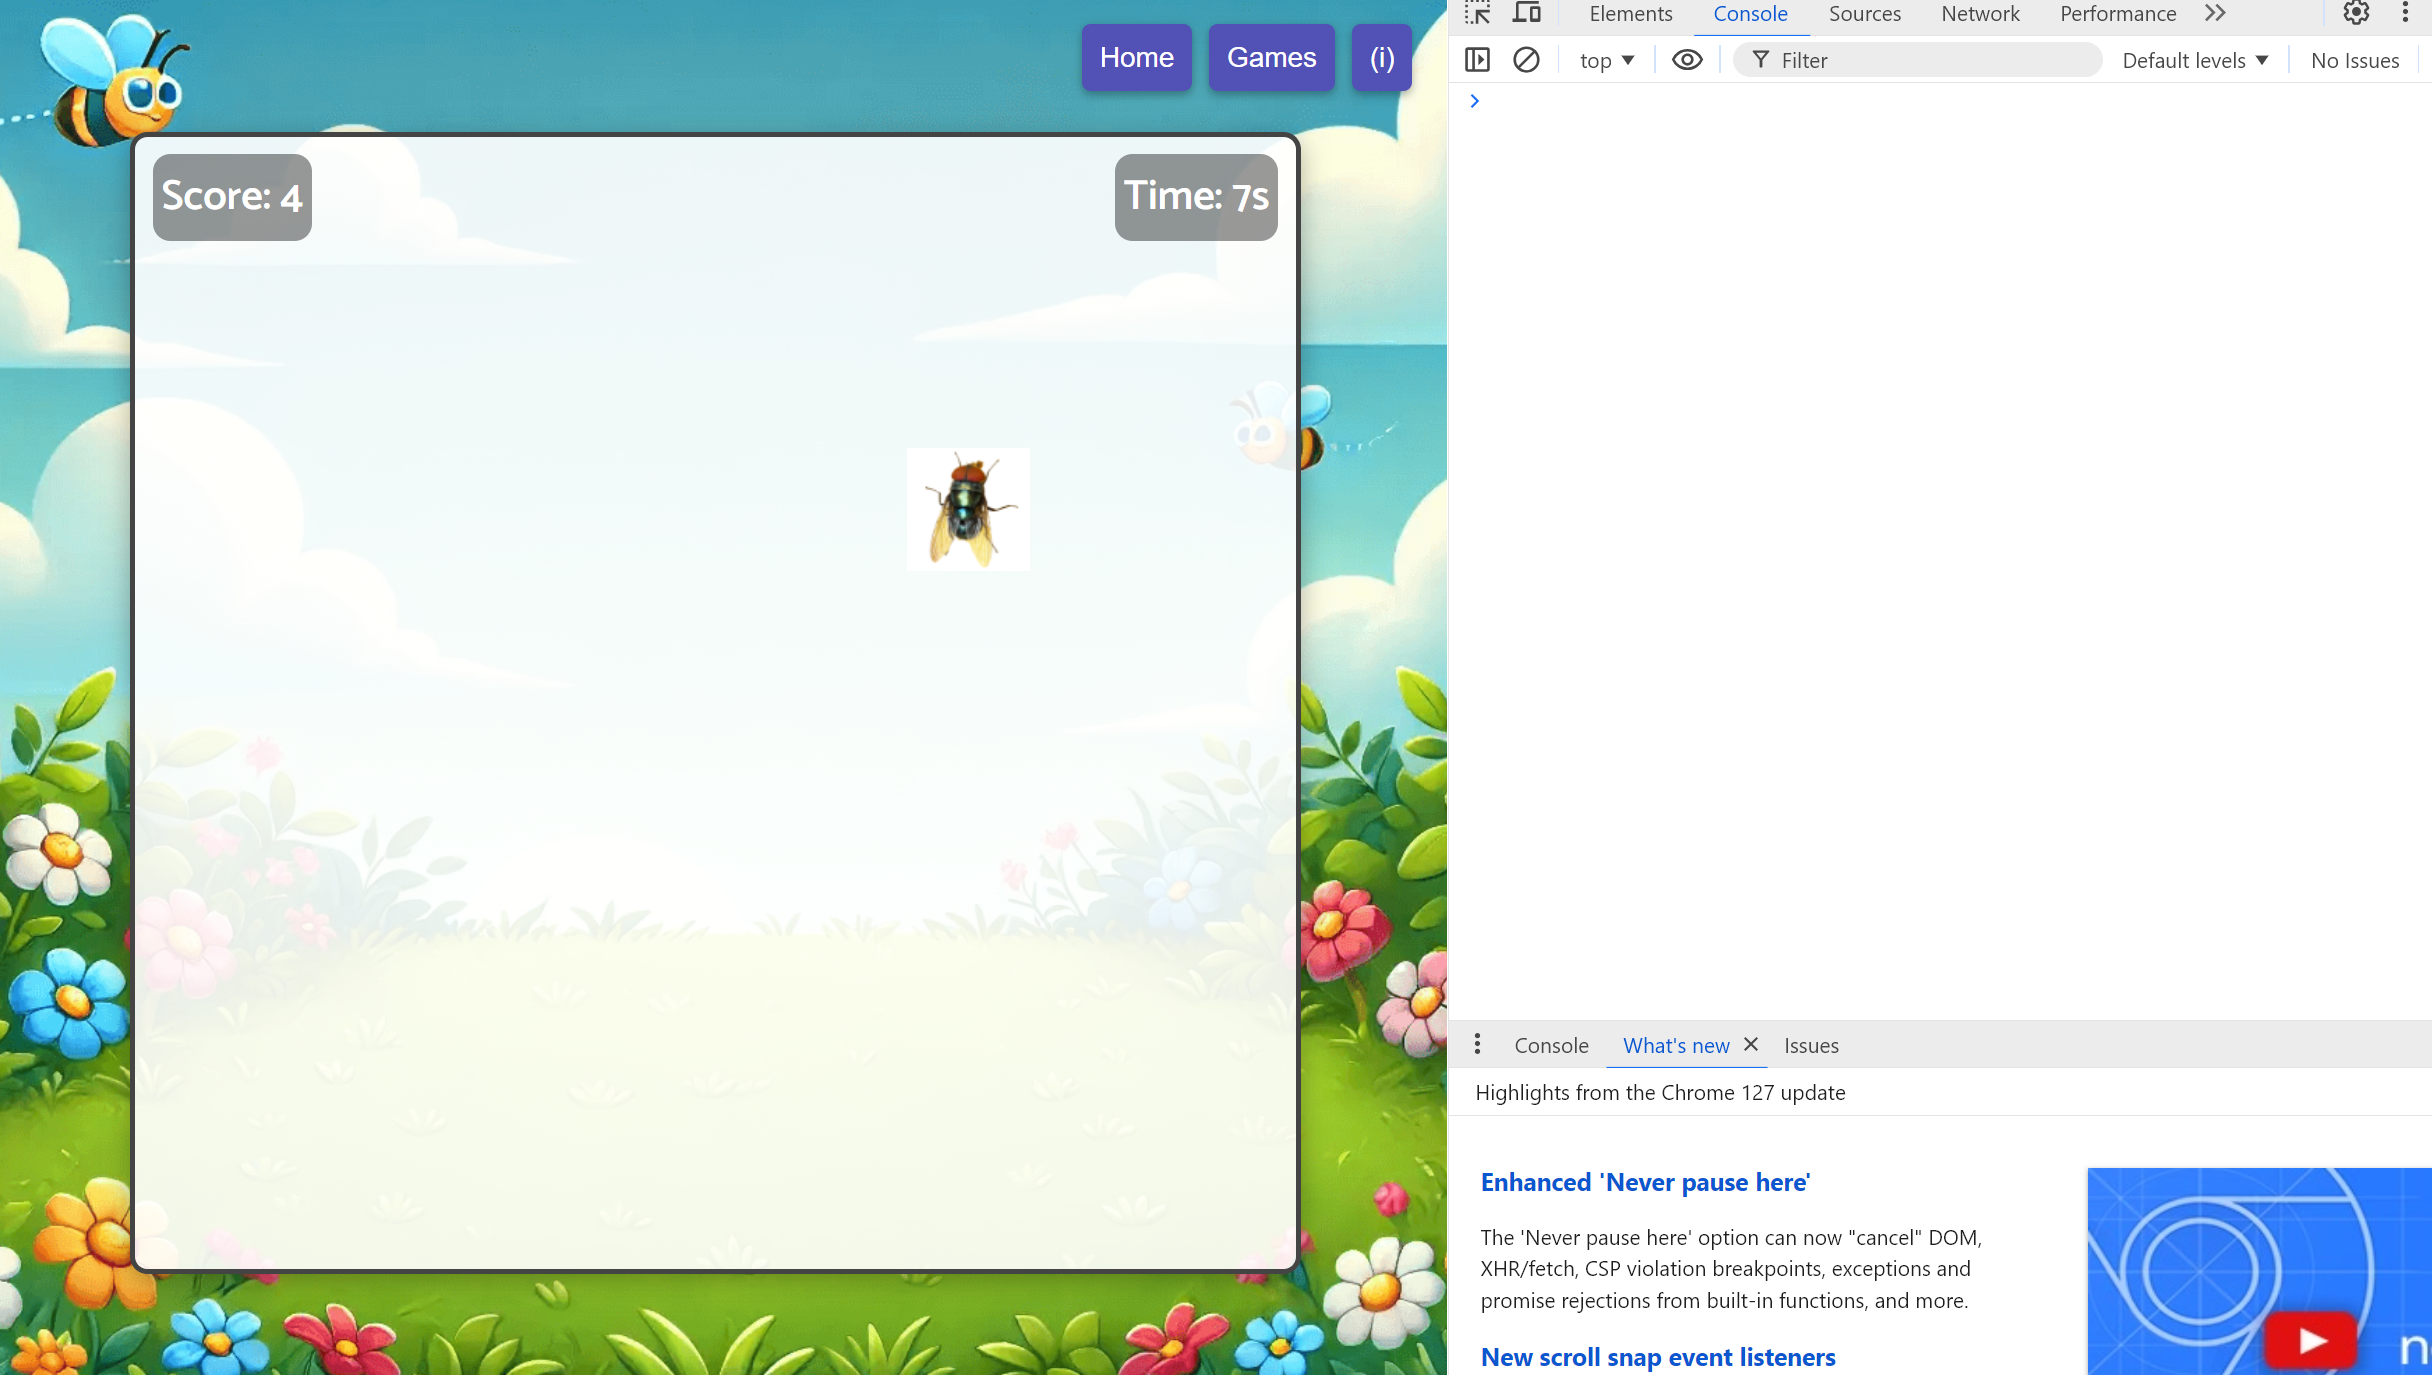 Home Games (i)
Score: 4
Time: 7s
Elements Console Sources Network Performance
top Filter Default levels No Issues
Console What's new Issues
Highlights from the Chrome 127 update
Enhanced 'Never pause here'
The 'Never pause here' option can now "cancel" DOM,
XHR/fetch, CSP violation breakpoints, exceptions and
promise rejections from built-in functions, and more.
New scroll snap event listeners